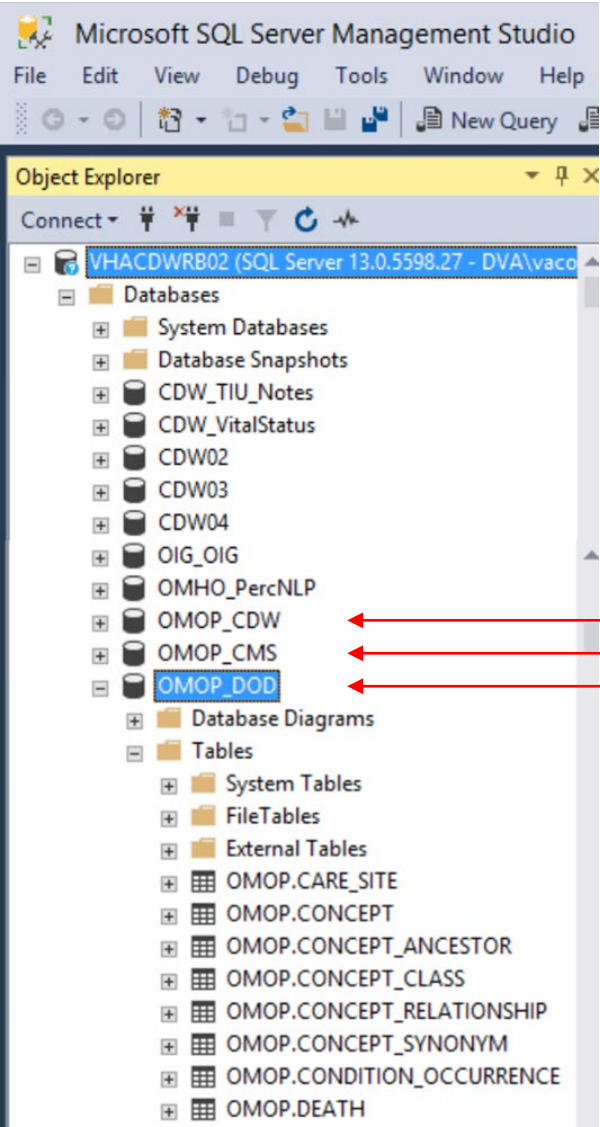 Microsoft SQL Server Management Studio
File Edit View Debug Tools Window Help
New Query
Object Explorer
Connect
VHACDWRB02 (SQL Server 13.0.5598.27 - DVA\vaco
Databases
System Databases
Database Snapshots
CDW_TIU_Notes
CDW_VitalStatus
CDW02
CDW03
CDW04
OIG_OIG
OMHO_PercNLP
OMOP_CDW
OMOP_CMS
OMOP_DOD
Database Diagrams
Tables
System Tables
FileTables
External Tables
OMOP.CARE_SITE
OMOP.CONCEPT
OMOP.CONCEPT_ANCESTOR
OMOP.CONCEPT_CLASS
OMOP.CONCEPT_RELATIONSHIP
OMOP.CONCEPT_SYNONYM
OMOP.CONDITION_OCCURRENCE
OMOP.DEATH